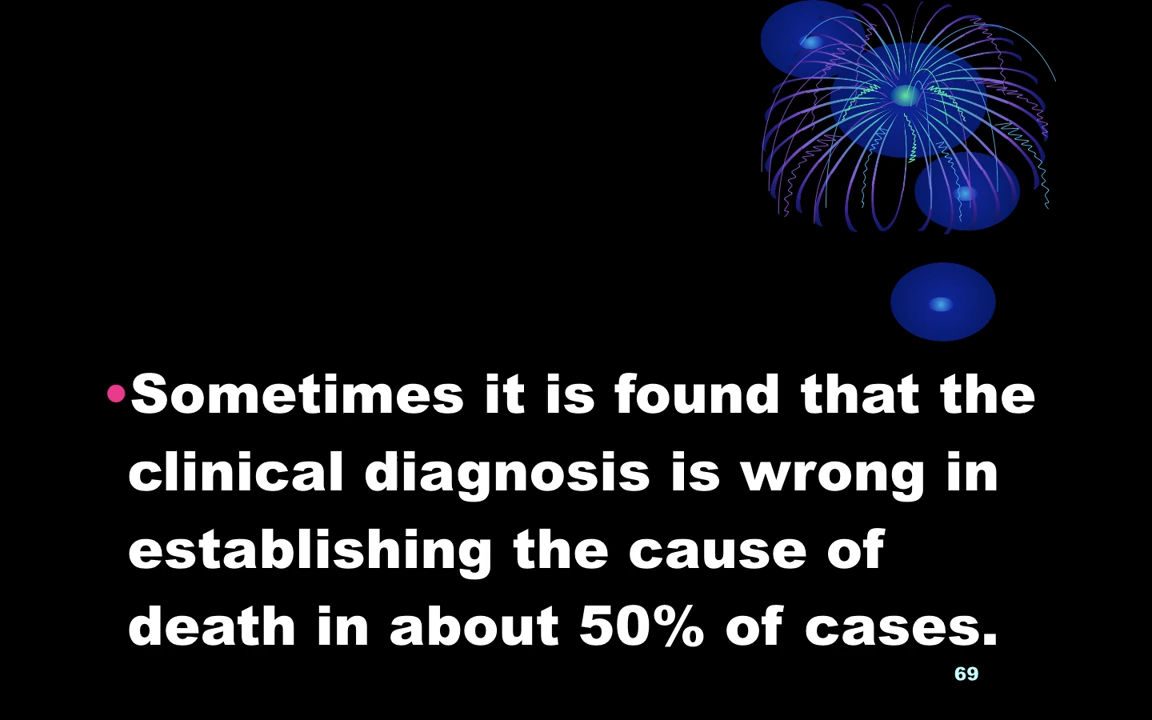 •Sometimes it is found that the
clinical diagnosis is wrong in
establishing the cause of
death in about 50% of cases.
69